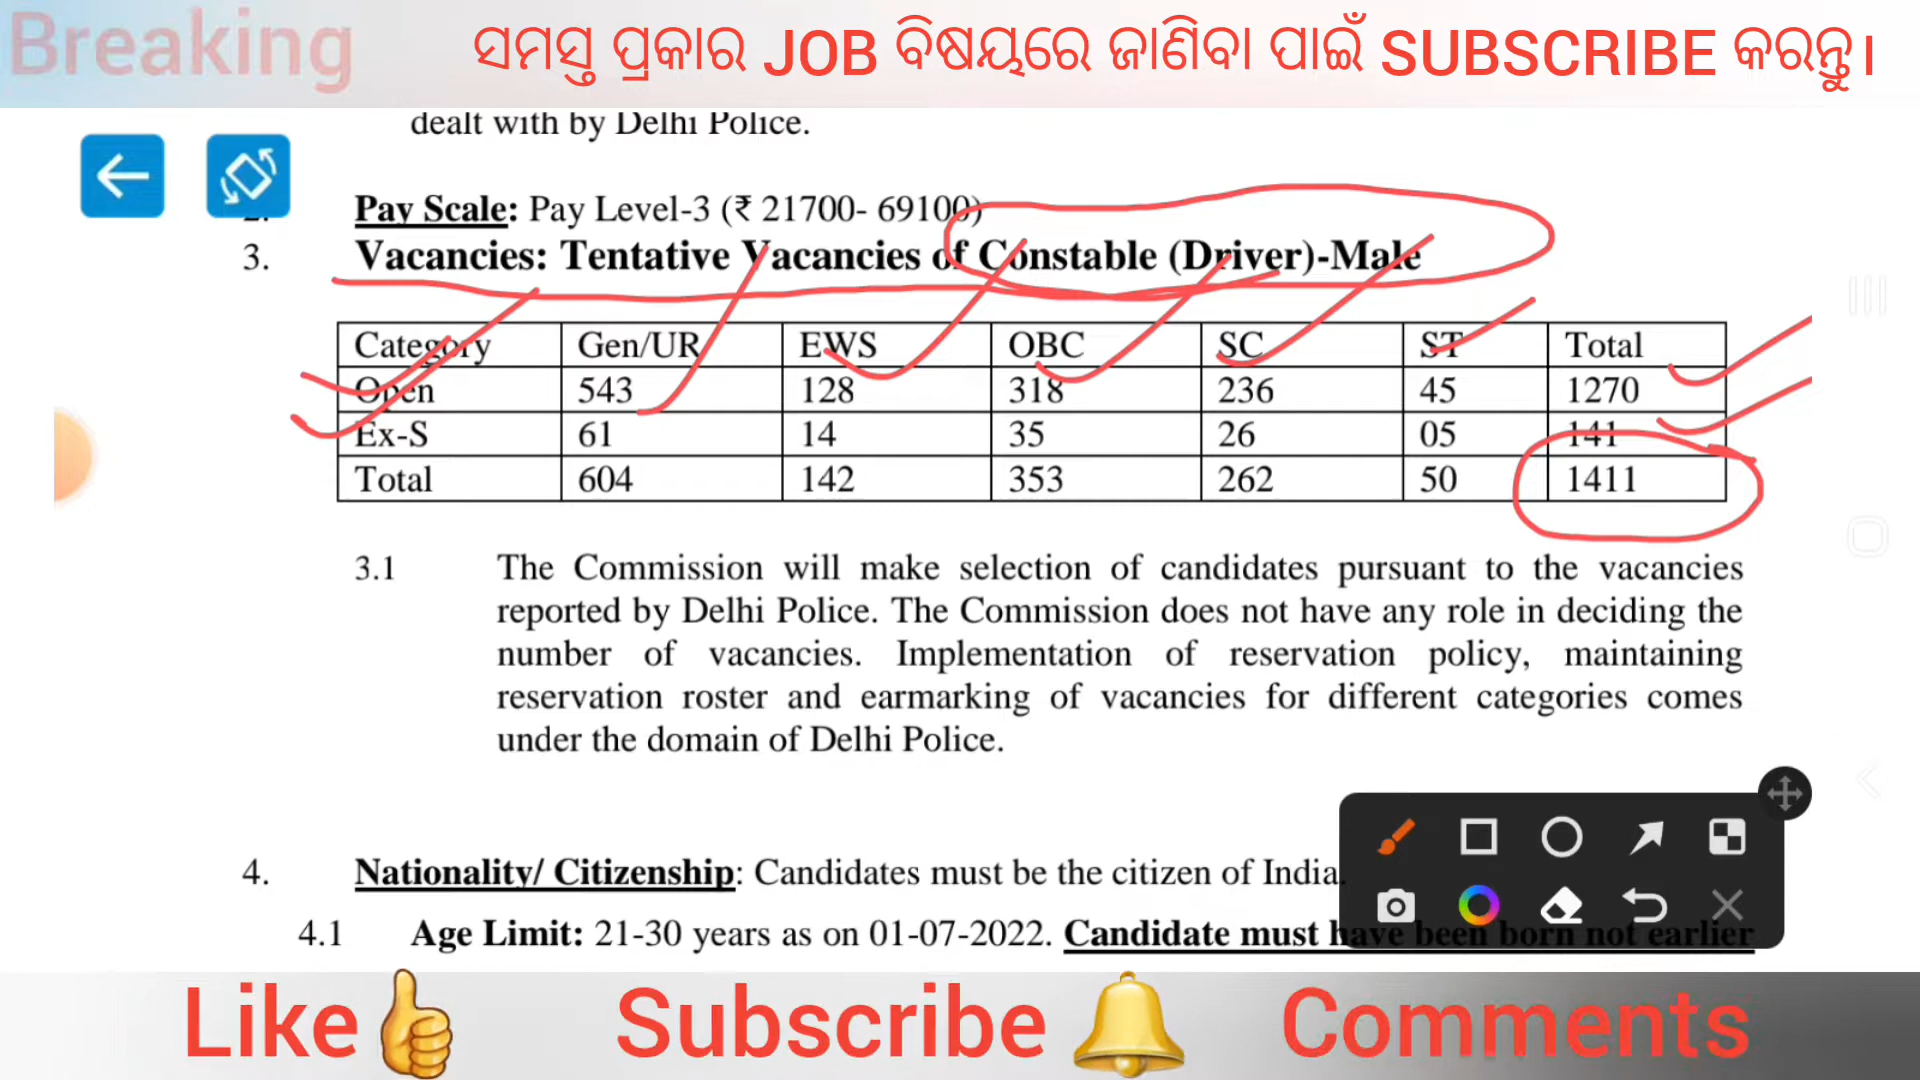 Breaking
ସମସ୍ତ ପ୍ରକାର JOB ବିଷୟରେ ଜାଣିବା ପାଇଁ SUBSCRIBE କରନ୍ତୁ।
dealt with by Delhi Police.
2. Pay Scale: Pay Level-3 (₹ 21700- 69100)
3. Vacancies: Tentative Vacancies of Constable (Driver)-Male
Category Gen/UR EWS OBC SC ST Total
Open 543 128 318 236 45 1270
Ex-S 61 14 35 26 05 141
Total 604 142 353 262 50 1411
3.1 The Commission will make selection of candidates pursuant to the vacancies
reported by Delhi Police. The Commission does not have any role in deciding the
number of vacancies. Implementation of reservation policy, maintaining
reservation roster and earmarking of vacancies for different categories comes
under the domain of Delhi Police.
4. Nationality/ Citizenship: Candidates must be the citizen of India.
4.1 Age Limit: 21-30 years as on 01-07-2022. Candidate must have been born not earlier
Like Subscribe Comments